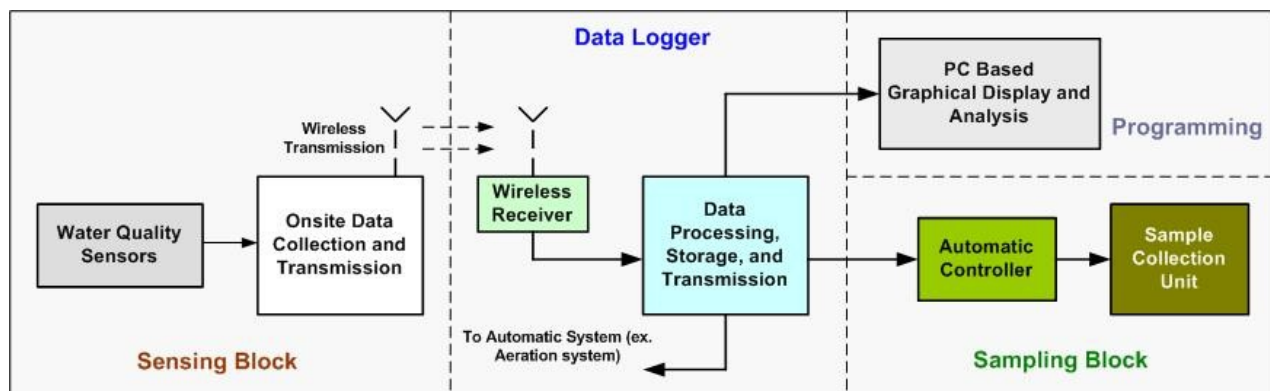 Data Logger
PC Based
Graphical Display and
Analysis
Programming
Wireless
Transmission
Wireless
Receiver
Water Quality
Sensors
Onsite Data
Collection and
Transmission
Data
Processing,
Storage, and
Transmission
Automatic
Controller
Sample
Collection
Unit
To Automatic System (ex.
Aeration system)
Sensing Block
Sampling Block